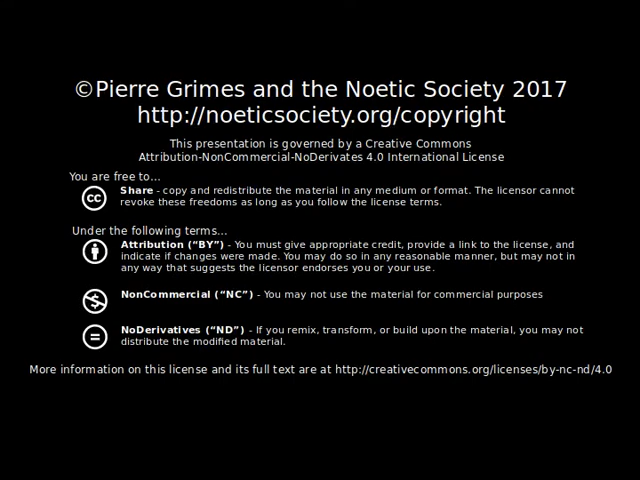 ©Pierre Grimes and the Noetic Society 2017
http://noeticsociety.org/copyright
This presentation is governed by a Creative Commons
Attribution-NonCommercial-NoDerivates 4.0 International License
You are free to...
cc
Share - copy and redistribute the material in any medium or format. The licensor cannot
revoke these freedoms as long as you follow the license terms.
Under the following terms...
Attribution (“BY”) - You must give appropriate credit, provide a link to the license, and
indicate if changes were made. You may do so in any reasonable manner, but may not in
any way that suggests the licensor endorses you or your use.
$
NonCommercial (“NC”) - You may not use the material for commercial purposes
=
NoDerivatives (“ND”) - If you remix, transform, or build upon the material, you may not
distribute the modified material.
More information on this license and its full text are at http://creativecommons.org/licenses/by-nc-nd/4.0